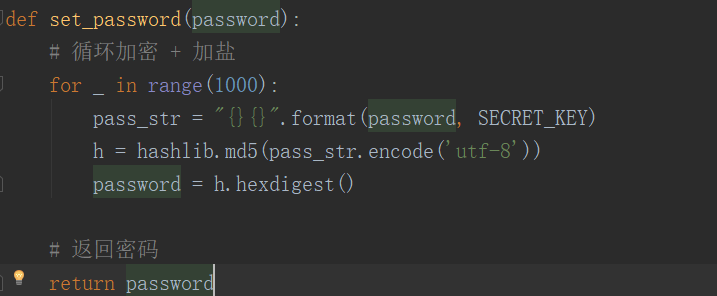 def set_password(password):
# 循环加密 + 加盐
for _ in range(1000):
pass_str = "{}{}".format(password, SECRET_KEY)
h = hashlib.md5(pass_str.encode('utf-8'))
password = h.hexdigest()
# 返回密码
return password